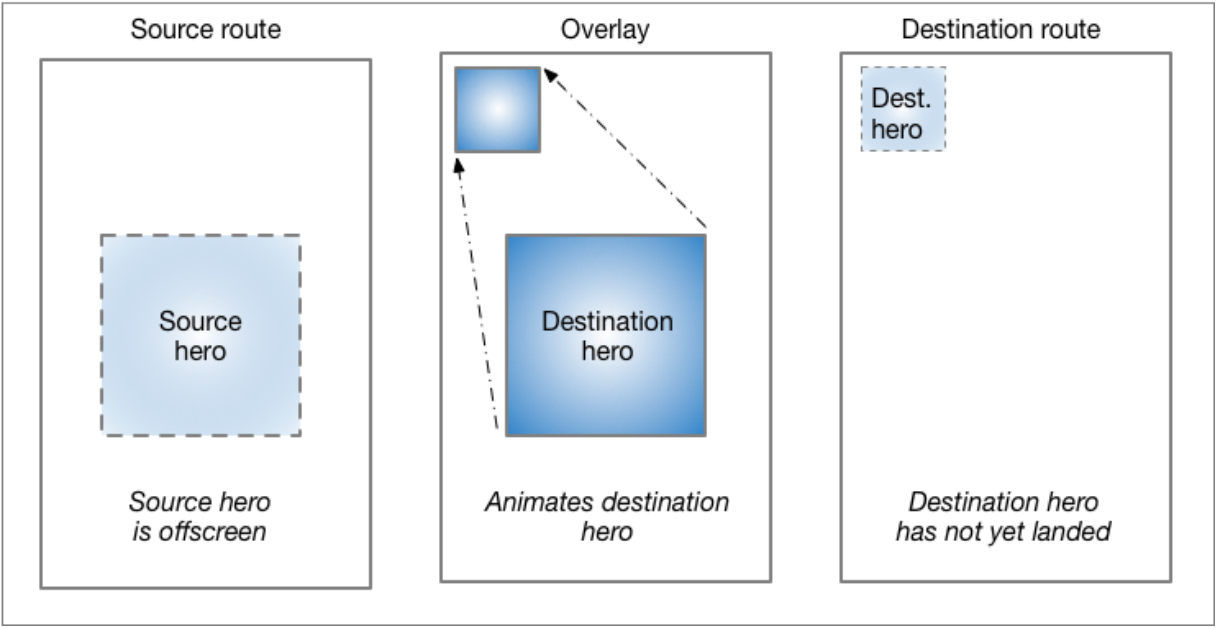 Source route
Overlay
Destination route
Source
hero
Source hero
is offscreen
Destination
hero
Animates destination
hero
Dest.
hero
Destination hero
has not yet landed